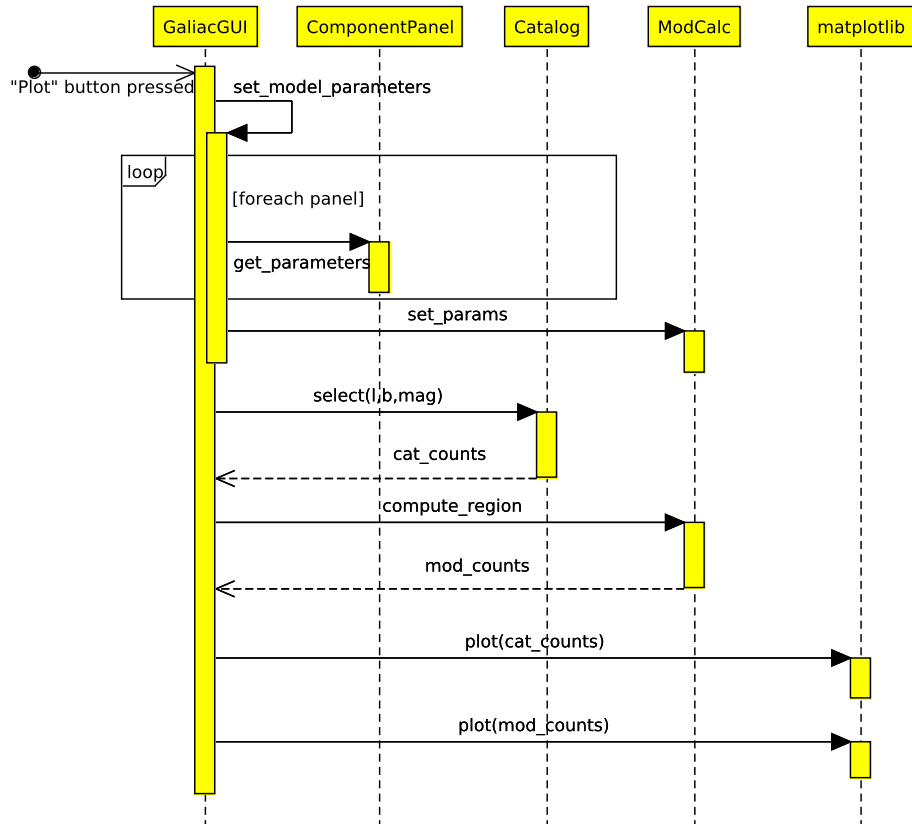 GaliacGUI
ComponentPanel
Catalog
ModCalc
matplotlib
"Plot" button pressed
set_model_parameters
loop
[foreach panel]
get_parameters
set_params
select(l,b,mag)
cat_counts
compute_region
mod_counts
plot(cat_counts)
plot(mod_counts)